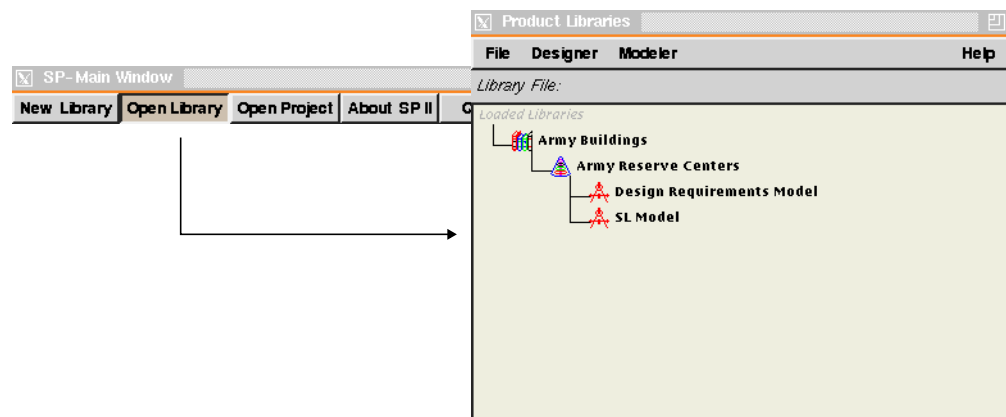 Product Libraries
File Designer Modeler Help
SP-Main Window
Library File:
New Library Open Library Open Project About SP II
Loaded Libraries
Army Buildings
Army Reserve Centers
Design Requirements Model
SL Model